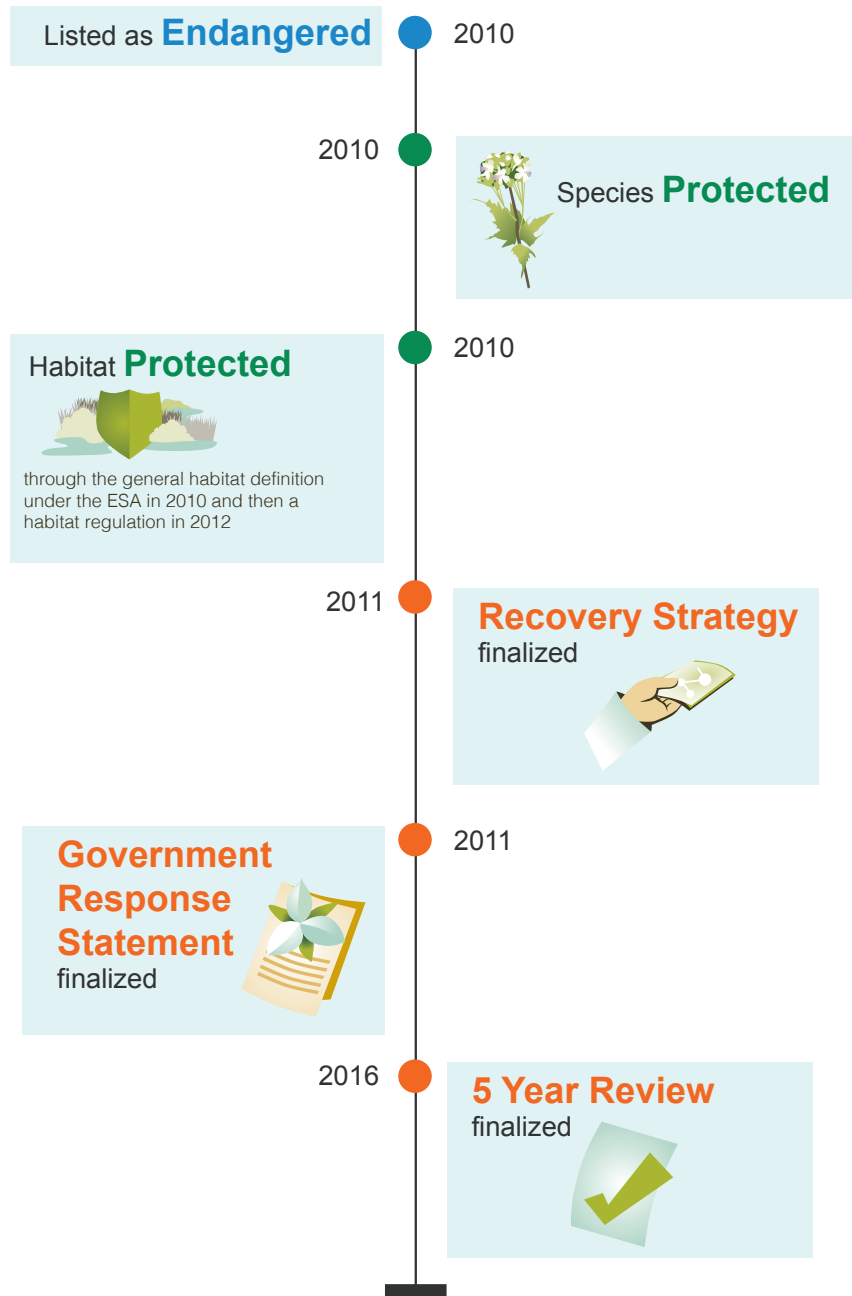 Listed as Endangered
2010
2010
Species Protected
2010
Habitat Protected
through the general habitat definition
under the ESA in 2010 and then a
habitat regulation in 2012
2011
Recovery Strategy
finalized
2011
Government
Response
Statement
finalized
2016
5 Year Review
finalized